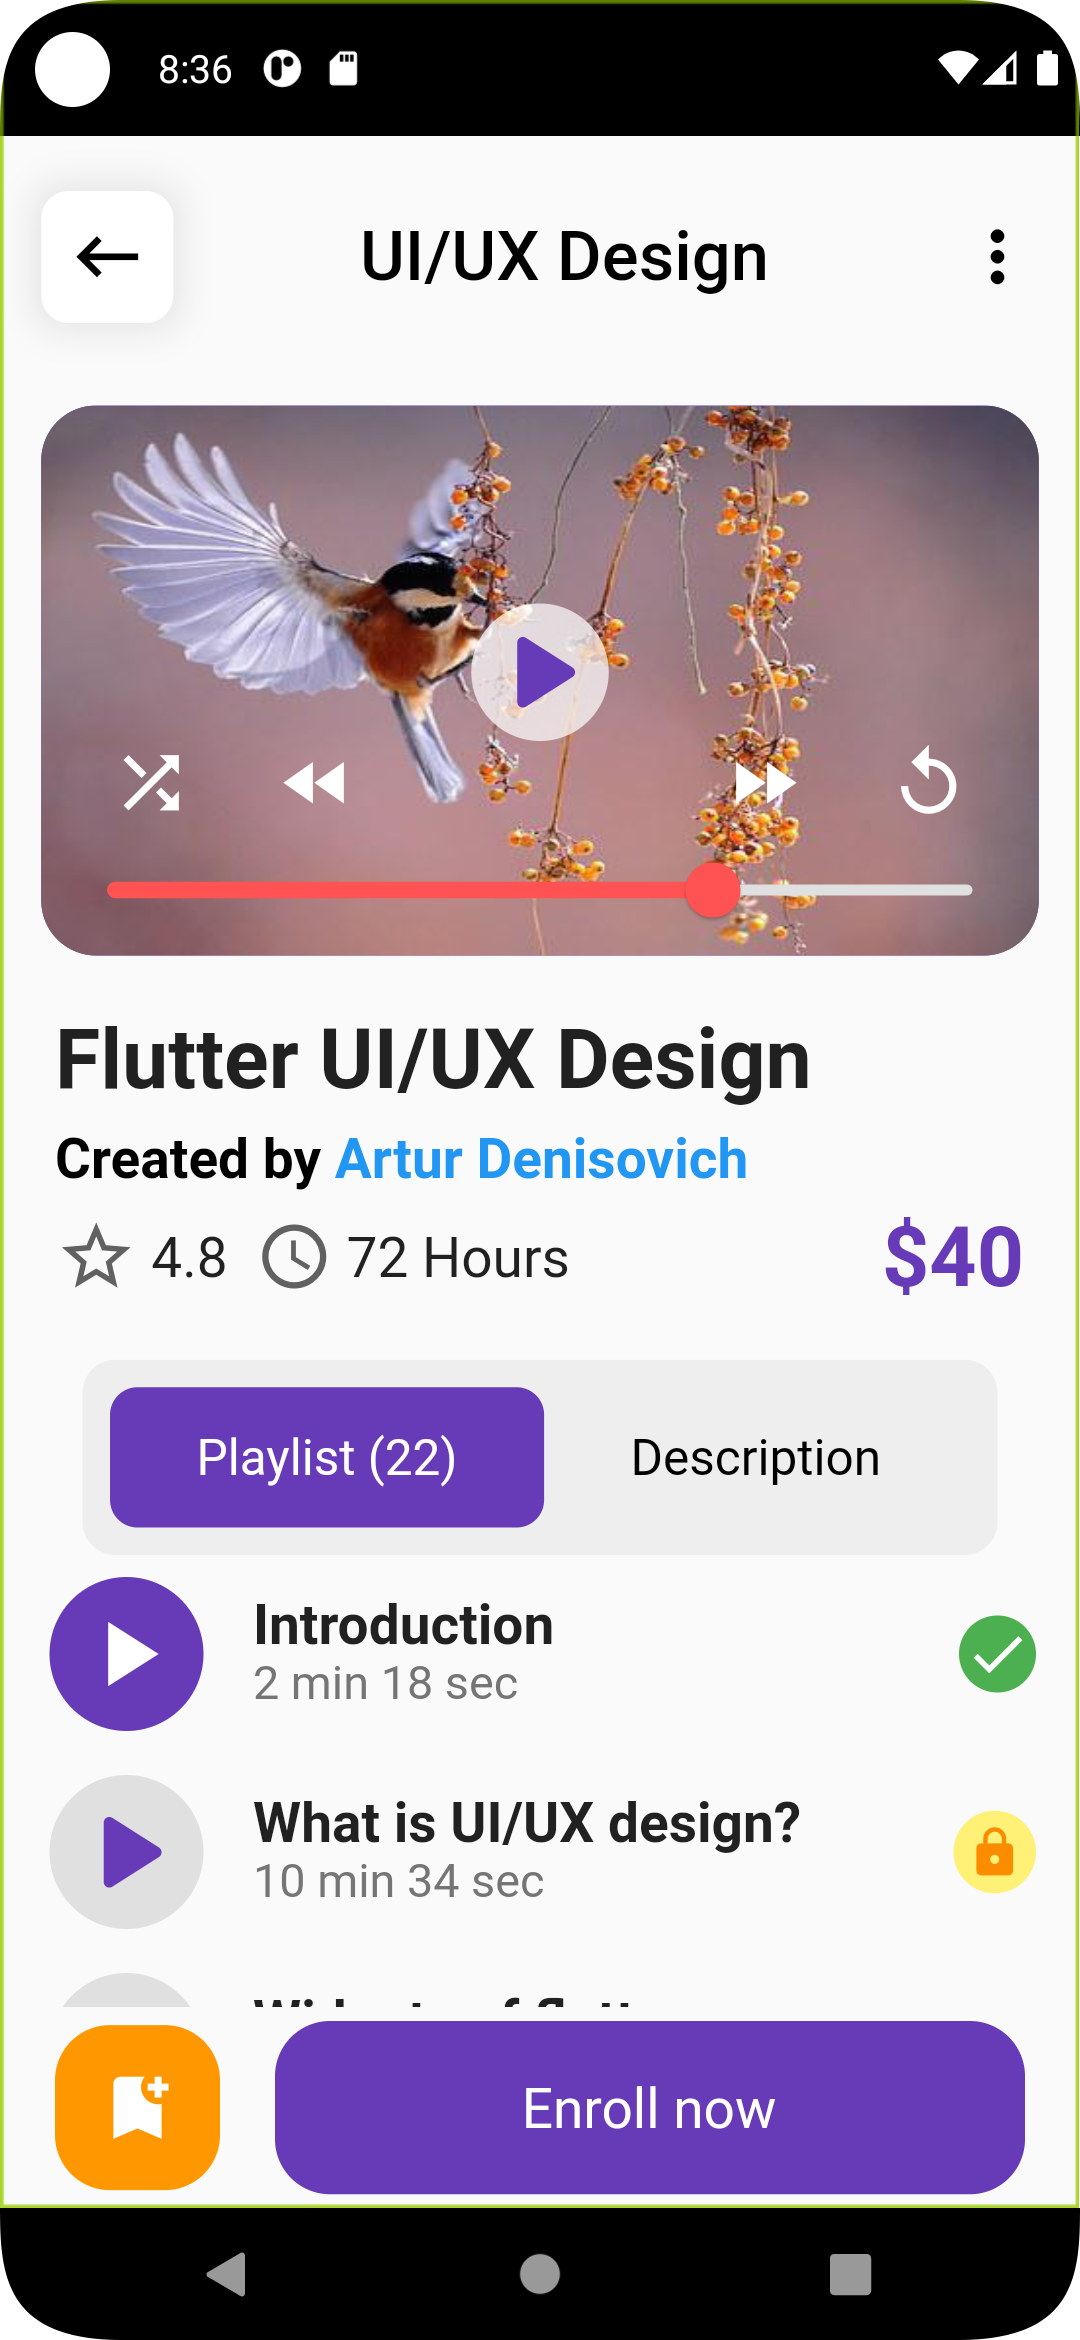 8:36
UI/UX Design
Flutter UI/UX Design
Created by Artur Denisovich
4.8 72 Hours $40
Playlist (22) Description
Introduction
2 min 18 sec
What is UI/UX design?
10 min 34 sec
Enroll now